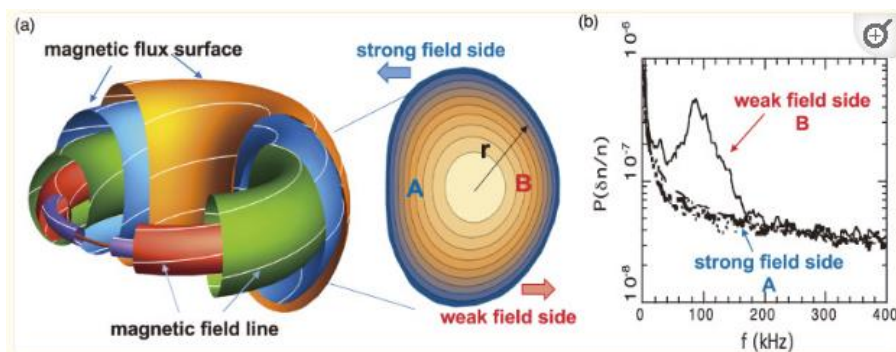 (a)
magnetic flux surface
strong field side
r
A
B
weak field side
magnetic field line
(b)
P(δn/n)
10⁻⁶
10⁻⁷
10⁻⁸
weak field side
B
strong field side
A
0 100 200 300 400
f (kHz)